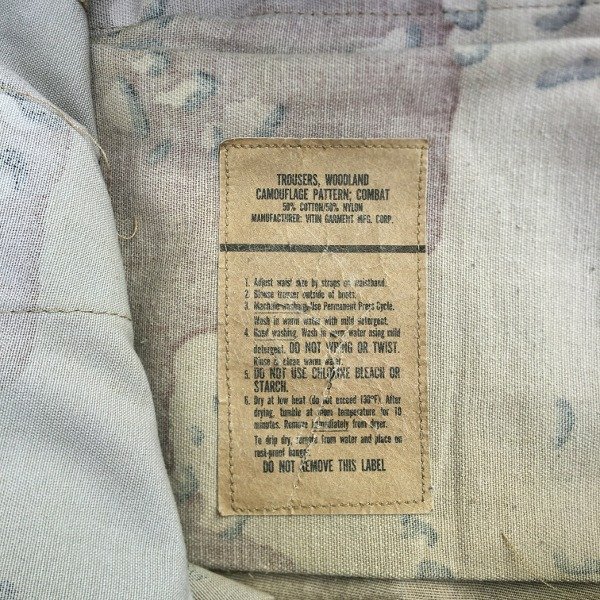 TROUSERS, WOODLAND
CAMOUFLAGE PATTERN; COMBAT
50% COTTON/50% NYLON
MANUFACTURER: VITIN GARMENT MFG. CORP.
1. Adjust waist size by straps on waistband.
2. Blouse trouser outside of boots.
3. Machine washing. Use Permanent Press Cycle.
Wash in warm water with mild detergent.
4. Hand washing. Wash in warm water using mild
detergent. DO NOT WRING OR TWIST.
Rinse & clean warm water.
5. DO NOT USE CHLORINE BLEACH OR
STARCH.
6. Dry at low heat (do not exceed 130°F). After
drying, tumble at room temperature for 10
minutes. Remove immediately from dryer.
To drip dry, remove from water and place on
rust-proof hanger.
DO NOT REMOVE THIS LABEL